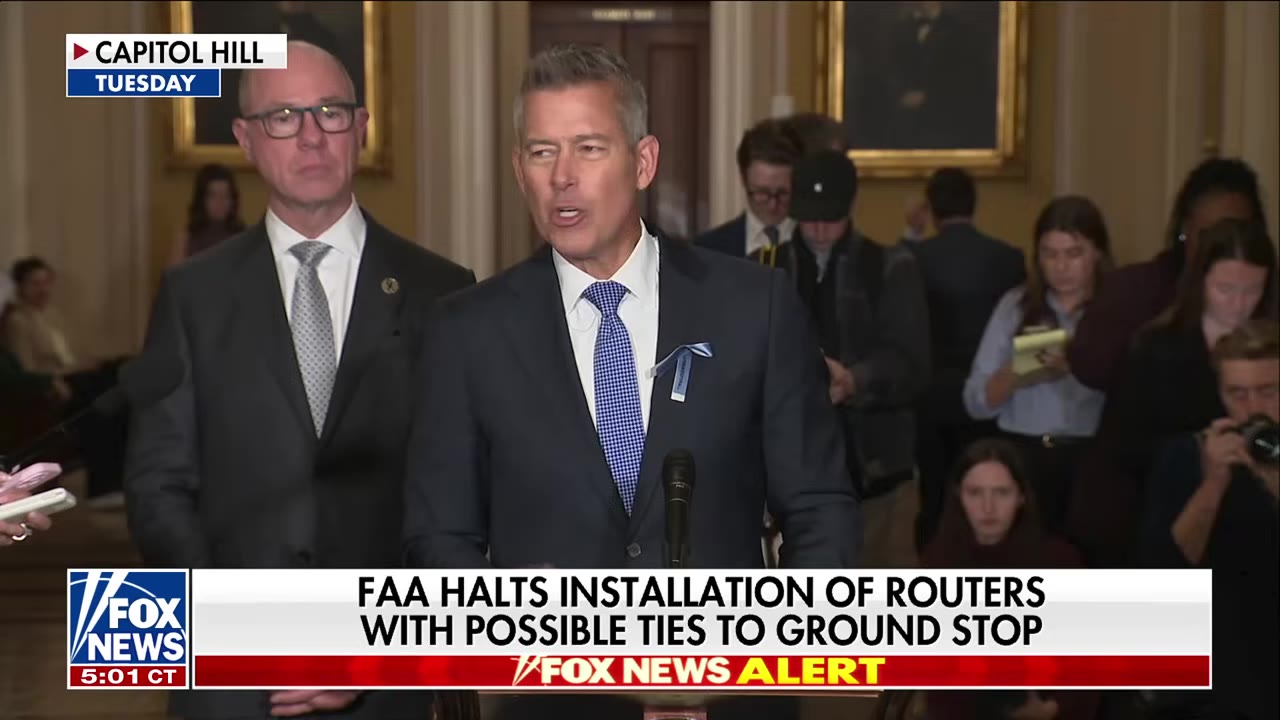 CAPITOL HILL
TUESDAY
FAA HALTS INSTALLATION OF ROUTERS
WITH POSSIBLE TIES TO GROUND STOP
FOX
NEWS
5:01 CT
FOX NEWS ALERT